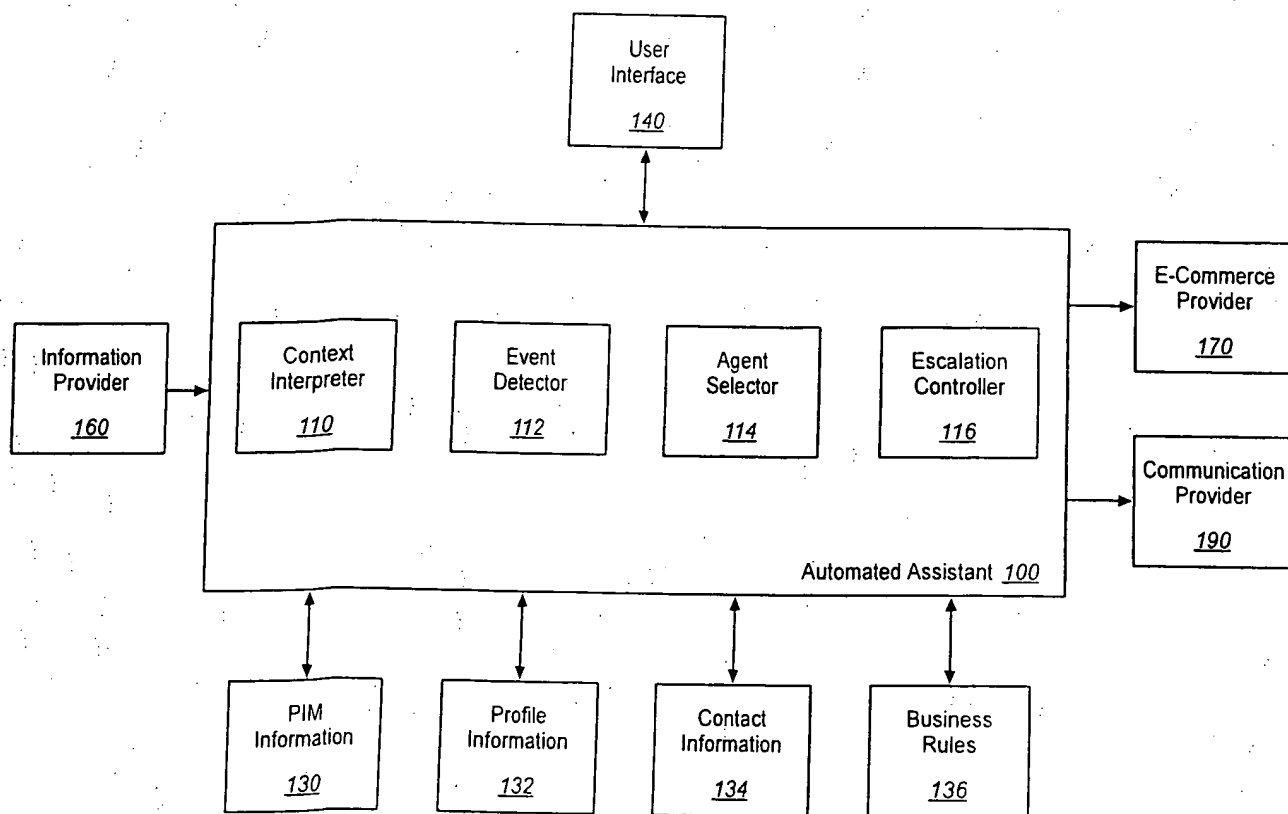 User
Interface
140
E-Commerce
Provider
170
Information
Provider
160
Context
Interpreter
110
Event
Detector
112
Agent
Selector
114
Escalation
Controller
116
Communication
Provider
190
Automated Assistant 100
PIM
Information
130
Profile
Information
132
Contact
Information
134
Business
Rules
136